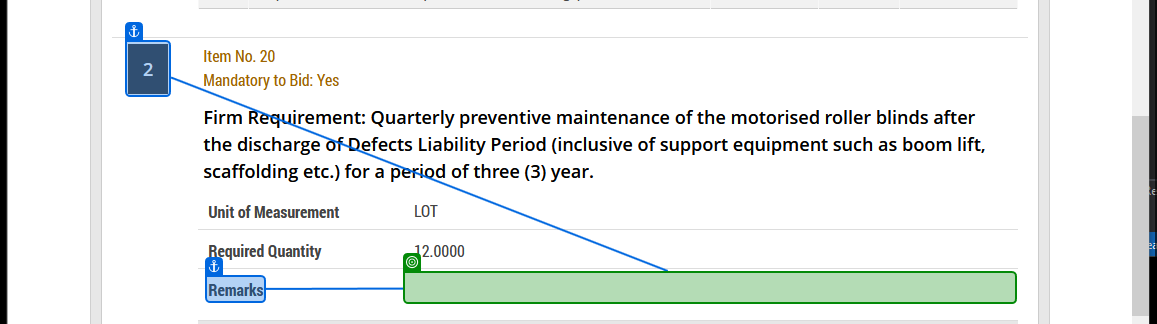 2
Item No. 20
Mandatory to Bid: Yes
Firm Requirement: Quarterly preventive maintenance of the motorised roller blinds after
the discharge of Defects Liability Period (inclusive of support equipment such as boom lift,
scaffolding etc.) for a period of three (3) year.
Unit of Measurement LOT
Required Quantity 12.0000
Remarks